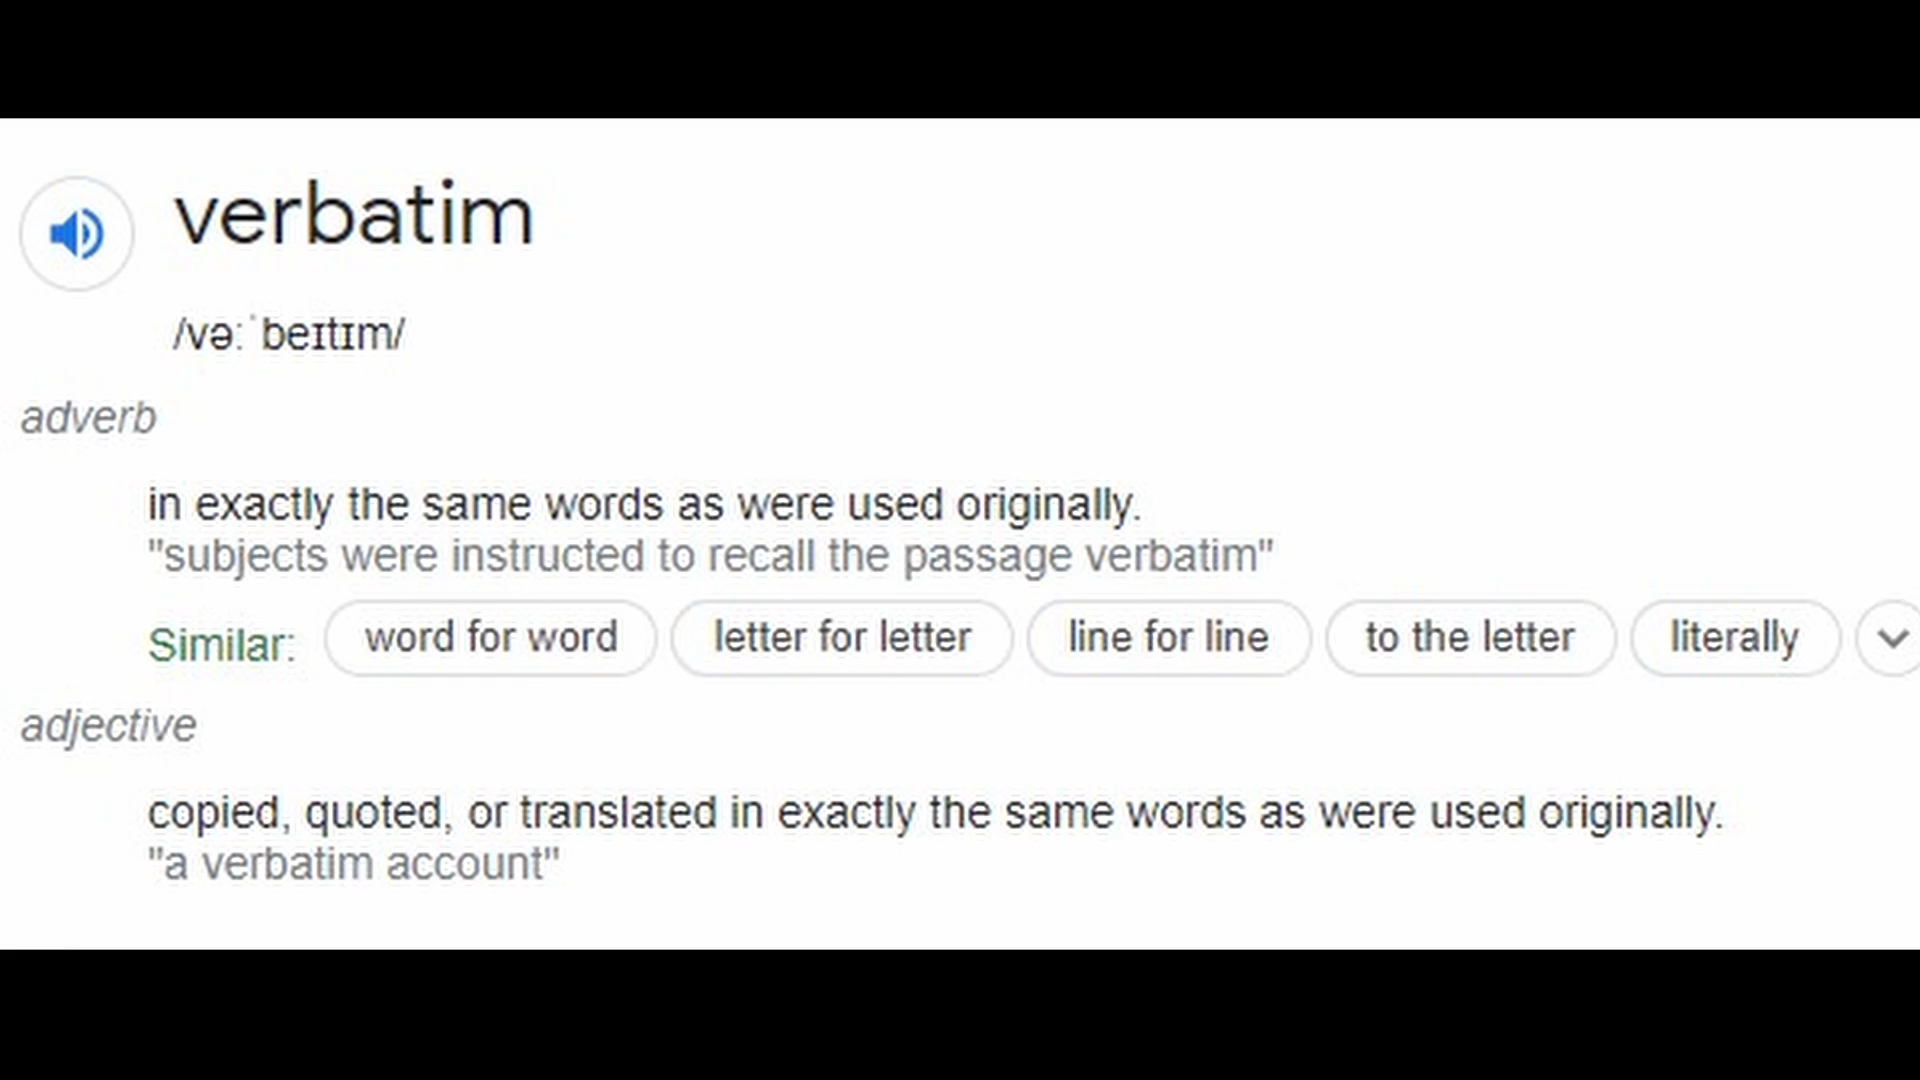 verbatim
/vəːˈbeɪtɪm/
adverb
in exactly the same words as were used originally.
"subjects were instructed to recall the passage verbatim"
Similar: word for word letter for letter line for line to the letter literally
adjective
copied, quoted, or translated in exactly the same words as were used originally.
"a verbatim account"